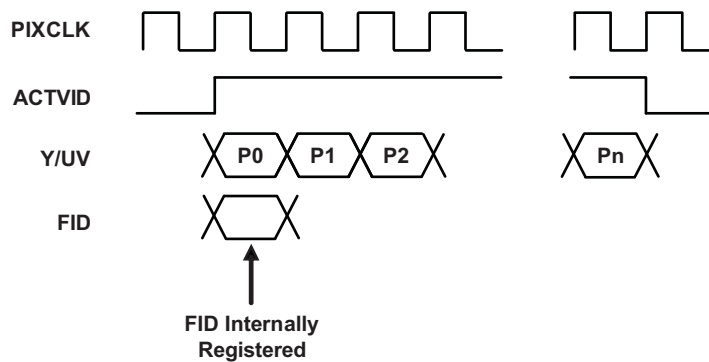 PIXCLK
ACTVID
Y/UV
P0 P1 P2 Pn
FID
FID Internally
Registered